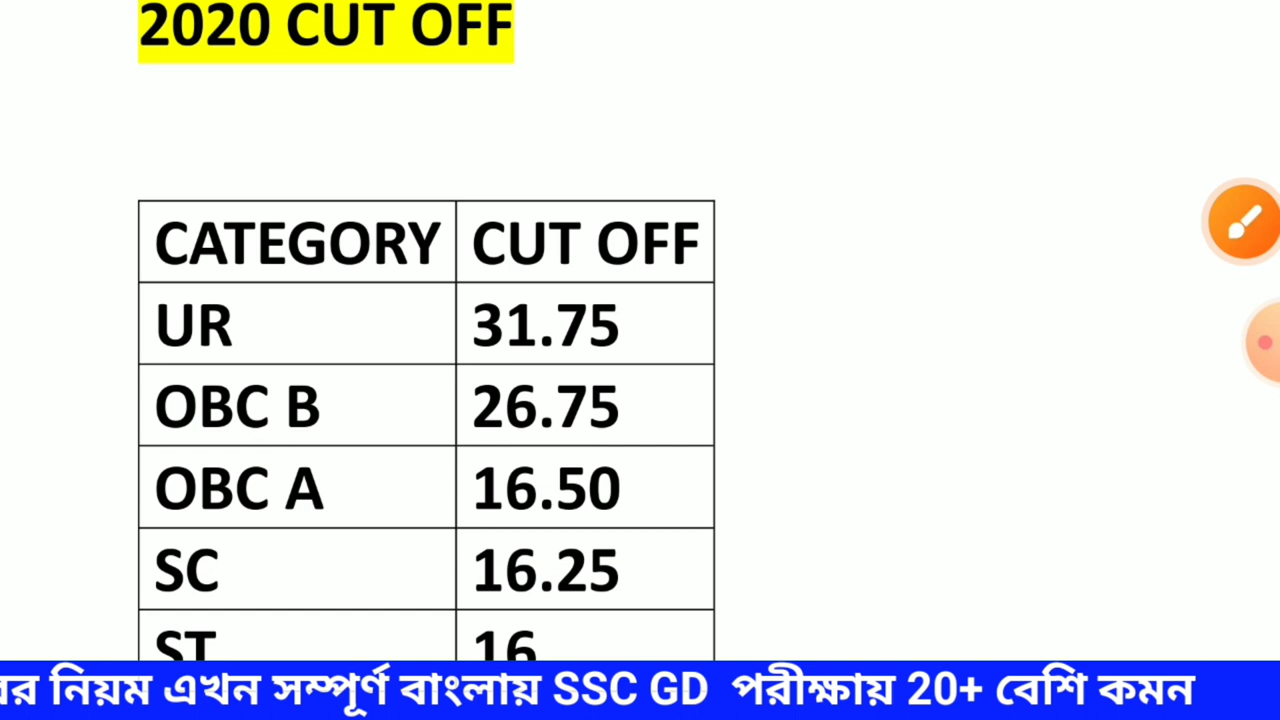 2020 CUT OFF
CATEGORY CUT OFF
UR 31.75
OBC B 26.75
OBC A 16.50
SC 16.25
ST 16
নিয়ম এখন সম্পূর্ণ বাংলায় SSC GD পরীক্ষায় 20+ বেশি কমন